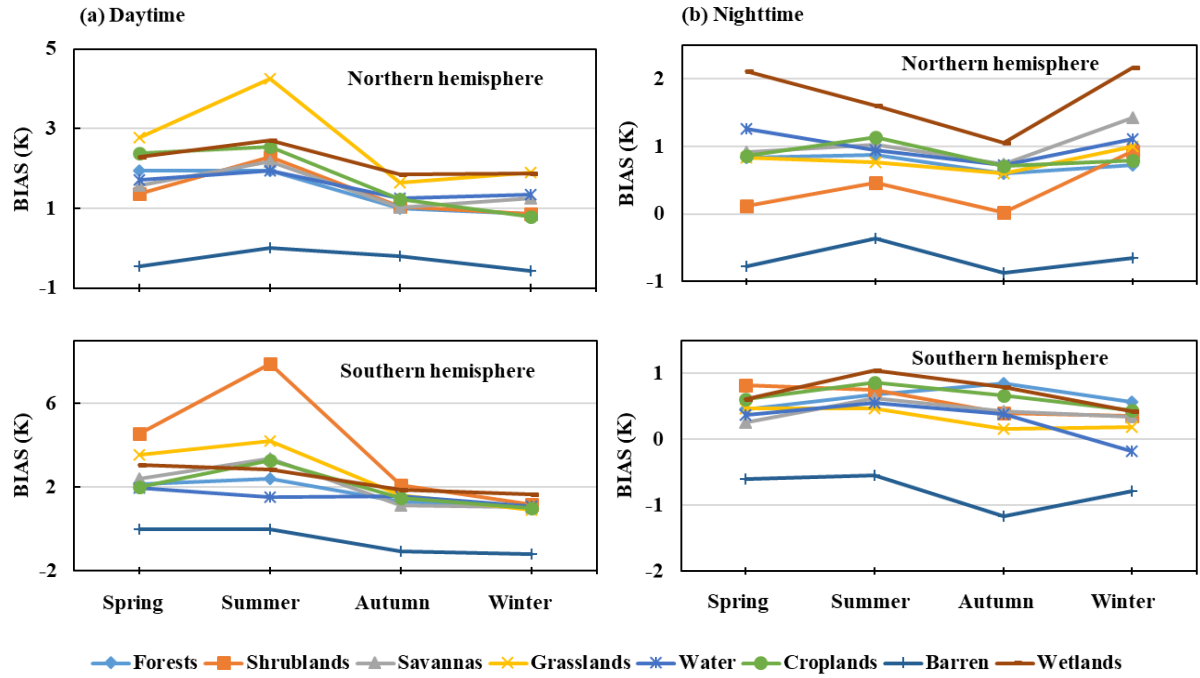 (a) Daytime
(b) Nighttime
Northern hemisphere
BIAS (K)
5
3
1
-1
Northern hemisphere
BIAS (K)
2
1
0
-1
Southern hemisphere
BIAS (K)
6
2
-2
Spring Summer Autumn Winter
Southern hemisphere
BIAS (K)
1
0
-1
-2
Spring Summer Autumn Winter
Forests Shrublands Savannas Grasslands Water Croplands Barren Wetlands